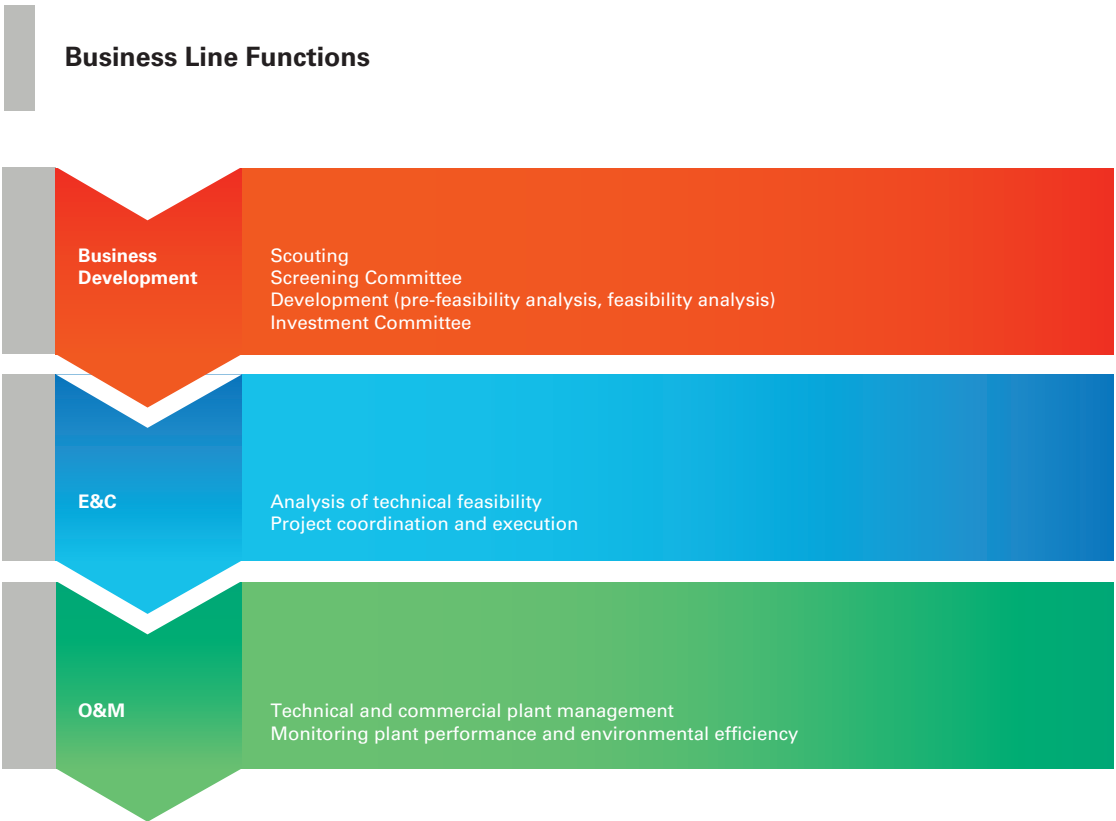 Business Line Functions
Business
Development
Scouting
Screening Committee
Development (pre-feasibility analysis, feasibility analysis)
Investment Committee
E&C
Analysis of technical feasibility
Project coordination and execution
O&M
Technical and commercial plant management
Monitoring plant performance and environmental efficiency